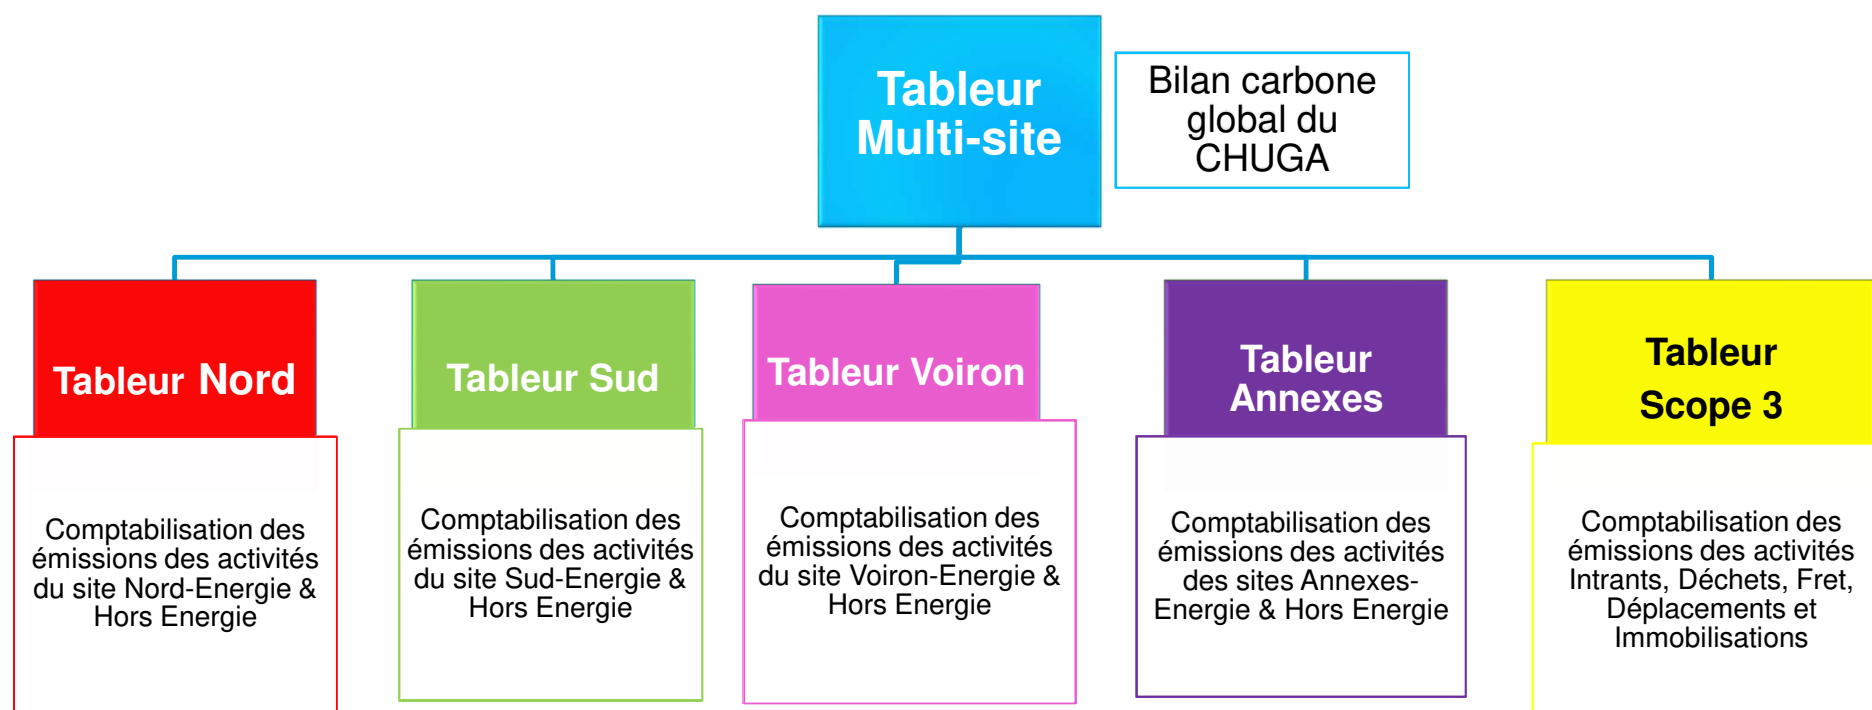 Tableur
Multi-site
Bilan carbone
global du
CHUGA
Tableur Nord
Comptabilisation des
émissions des activités
du site Nord-Energie &
Hors Energie
Tableur Sud
Comptabilisation des
émissions des activités
du site Sud-Energie &
Hors Energie
Tableur Voiron
Comptabilisation des
émissions des activités
du site Voiron-Energie &
Hors Energie
Tableur
Annexes
Comptabilisation des
émissions des activités
des sites Annexes-
Energie & Hors Energie
Tableur
Scope 3
Comptabilisation des
émissions des activités
Intrants, Déchets, Fret,
Déplacements et
Immobilisations